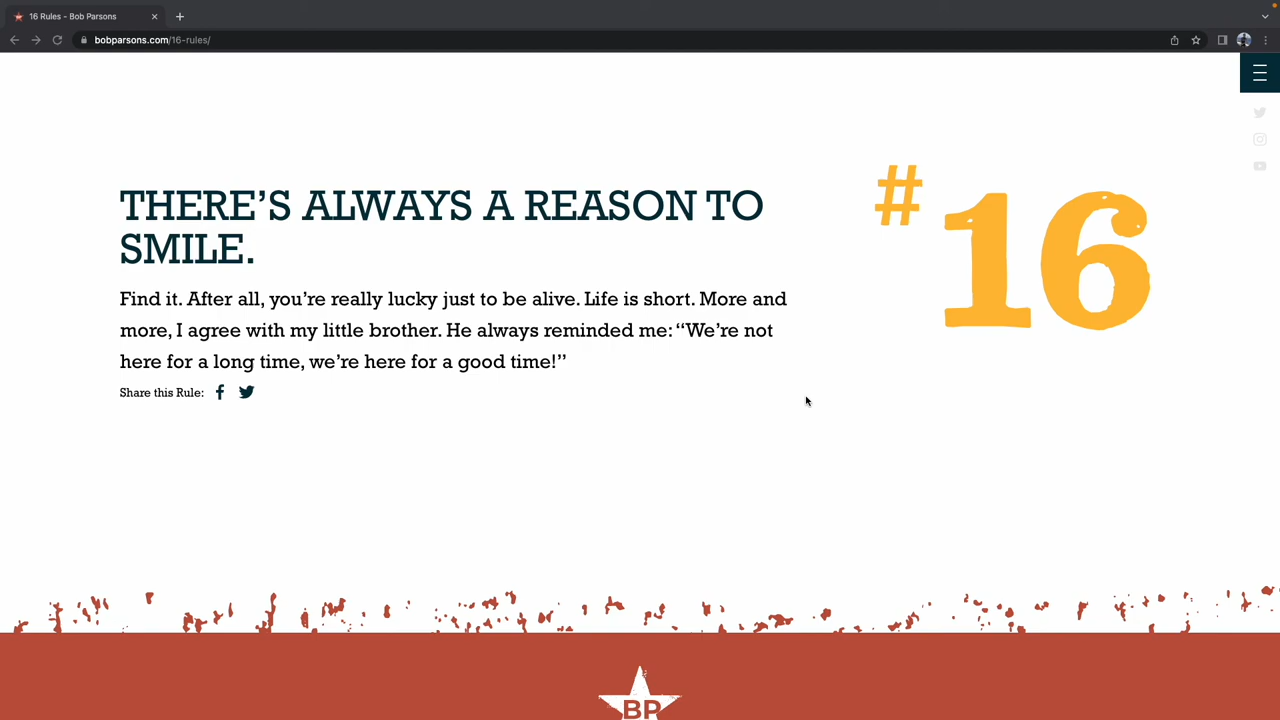 16 Rules - Bob Parsons
bobparsons.com/16-rules/
THERE’S ALWAYS A REASON TO
SMILE.
#16
Find it. After all, you’re really lucky just to be alive. Life is short. More and
more, I agree with my little brother. He always reminded me: “We’re not
here for a long time, we’re here for a good time!”
Share this Rule:
BP